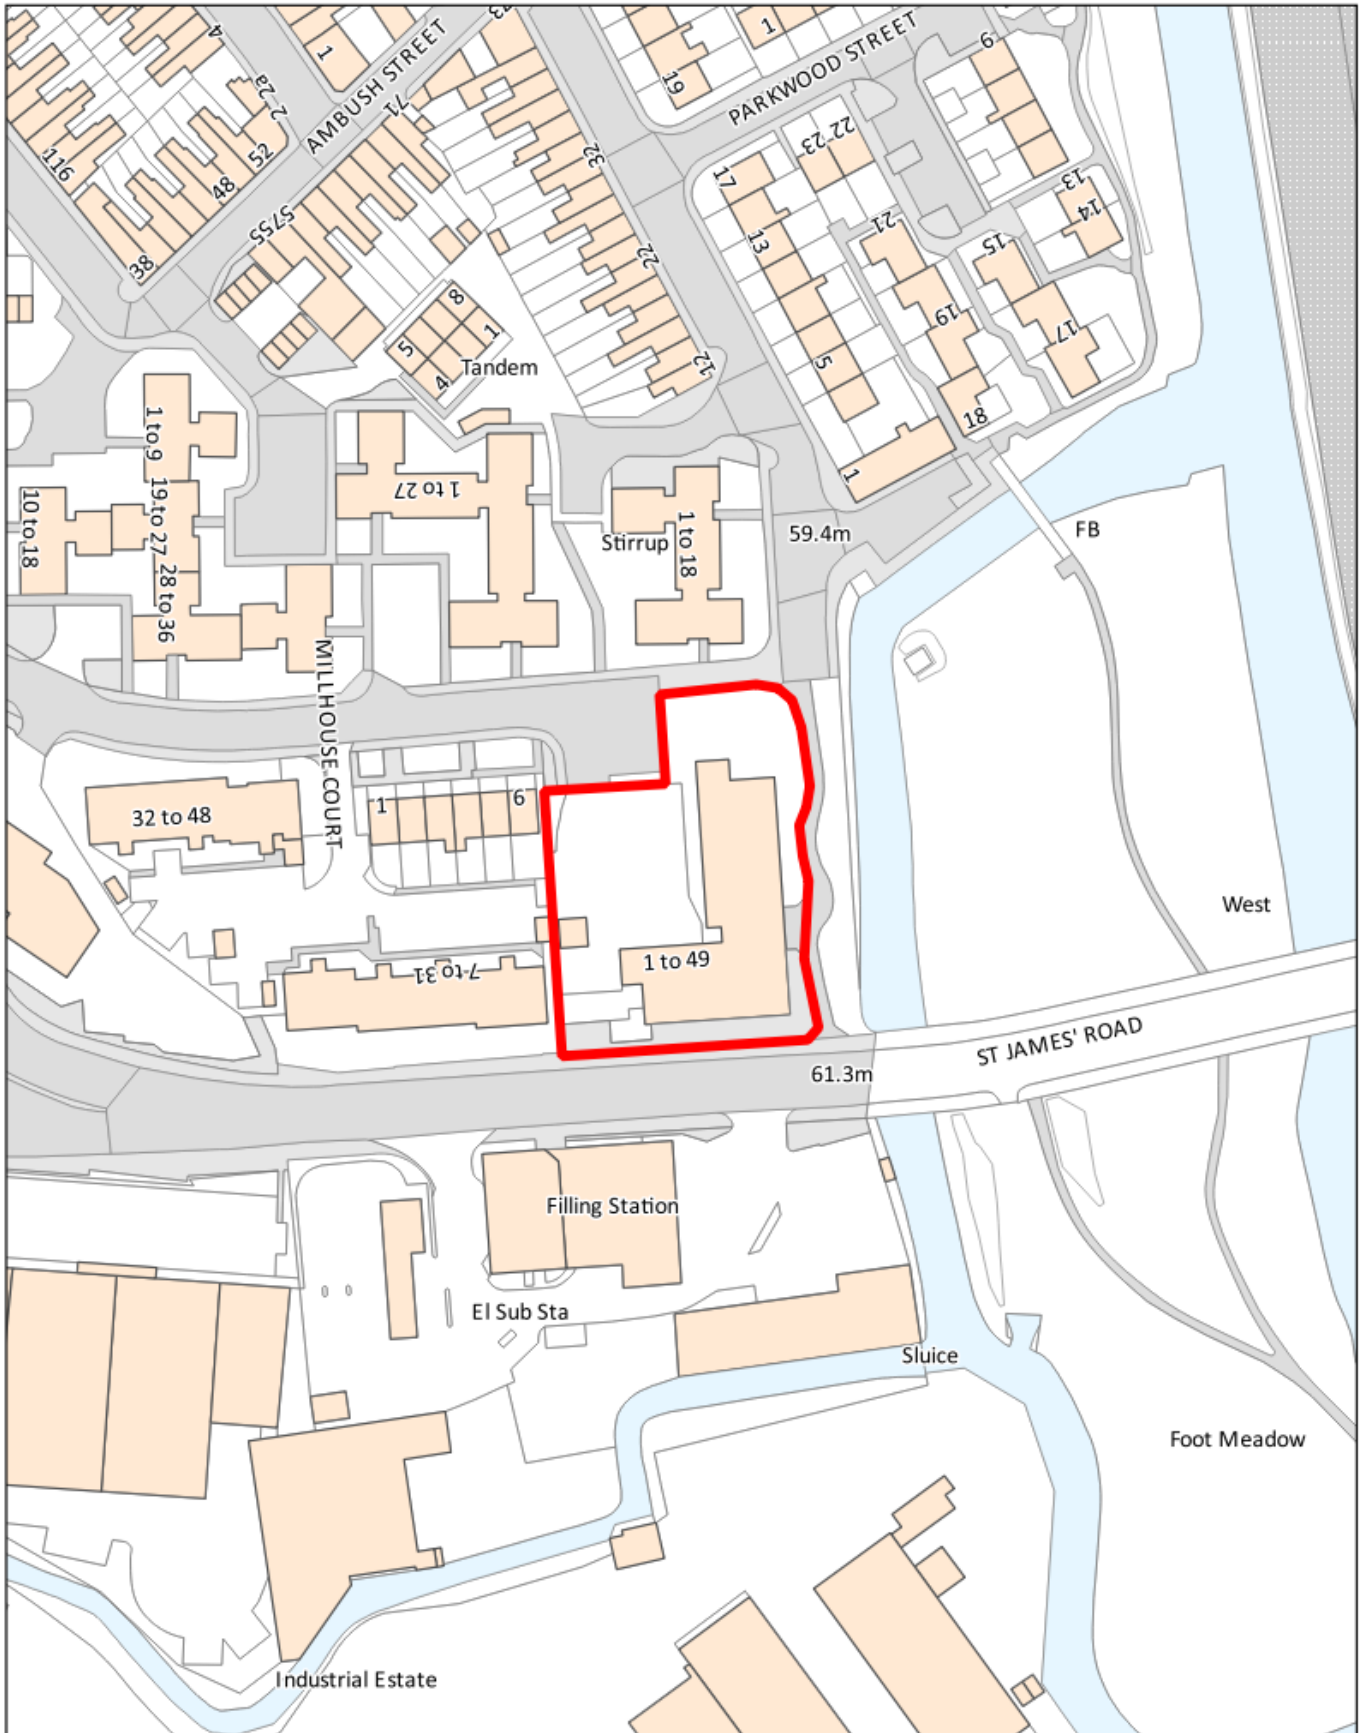 4
1
2 2a
AMBUSH STREET
71
116
52
48
38
5755
19
1
PARKWOOD STREET
6
32
17
22 23
13
14
13
22
21
15
19
17
8
1
5
4
Tandem
12
5
18
1
1 to 9
1 to 27
10 to 18
19 to 27
28 to 36
Stirrup
1 to 18
59.4m
FB
MILLHOUSE COURT
32 to 48
1
6
West
7 to 31
1 to 49
ST JAMES' ROAD
61.3m
Filling Station
El Sub Sta
Sluice
Foot Meadow
Industrial Estate